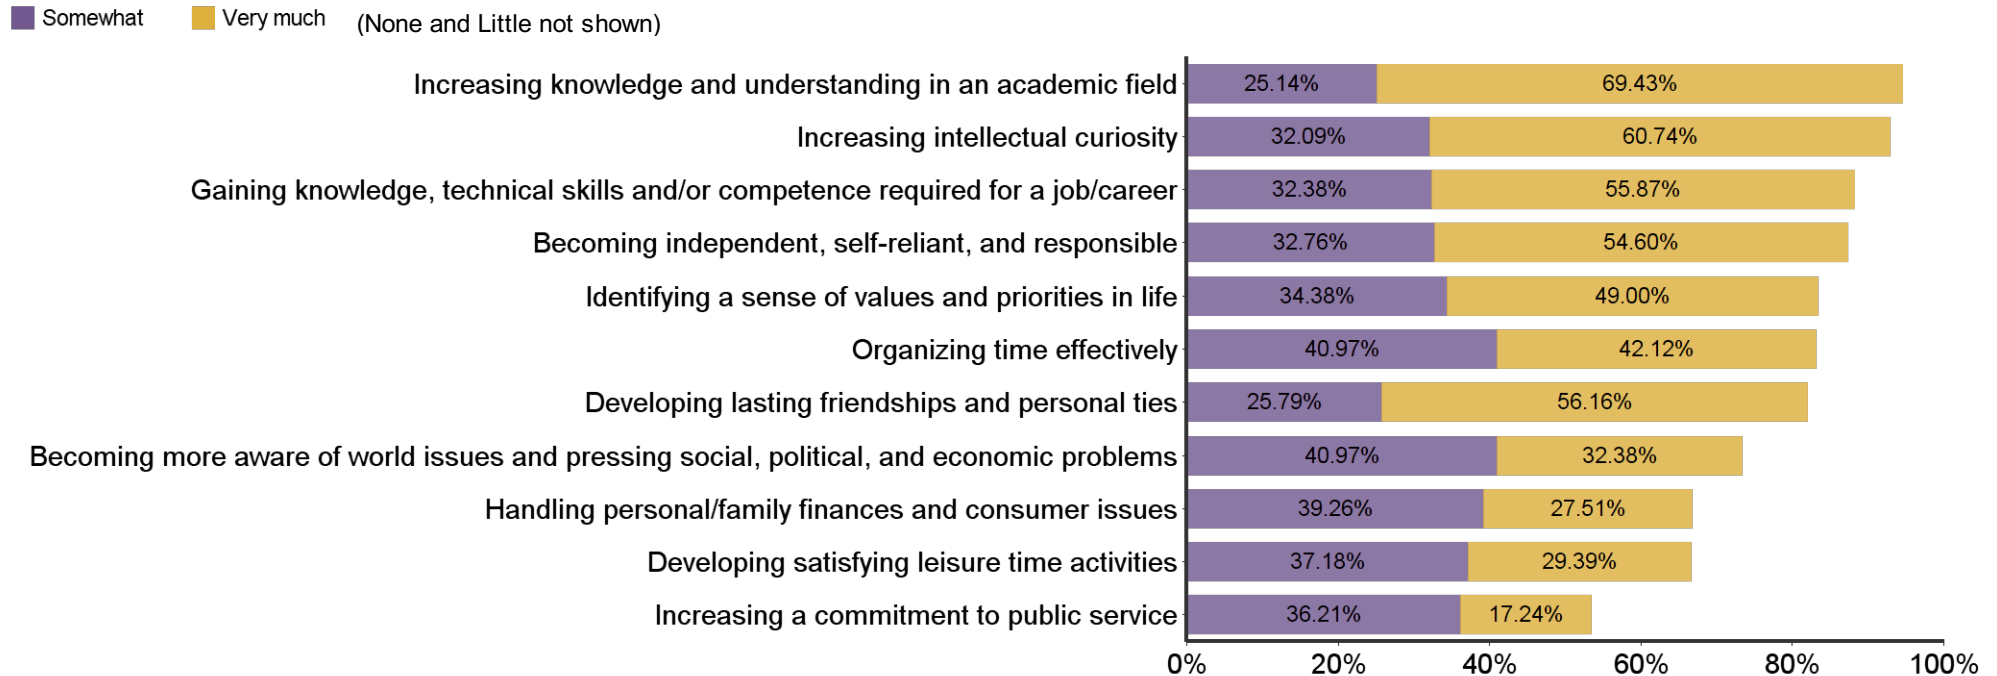 Somewhat Very much (None and Little not shown)
Increasing knowledge and understanding in an academic field 25.14% 69.43%
Increasing intellectual curiosity 32.09% 60.74%
Gaining knowledge, technical skills and/or competence required for a job/career 32.38% 55.87%
Becoming independent, self-reliant, and responsible 32.76% 54.60%
Identifying a sense of values and priorities in life 34.38% 49.00%
Organizing time effectively 40.97% 42.12%
Developing lasting friendships and personal ties 25.79% 56.16%
Becoming more aware of world issues and pressing social, political, and economic problems 40.97% 32.38%
Handling personal/family finances and consumer issues 39.26% 27.51%
Developing satisfying leisure time activities 37.18% 29.39%
Increasing a commitment to public service 36.21% 17.24%
0% 20% 40% 60% 80% 100%